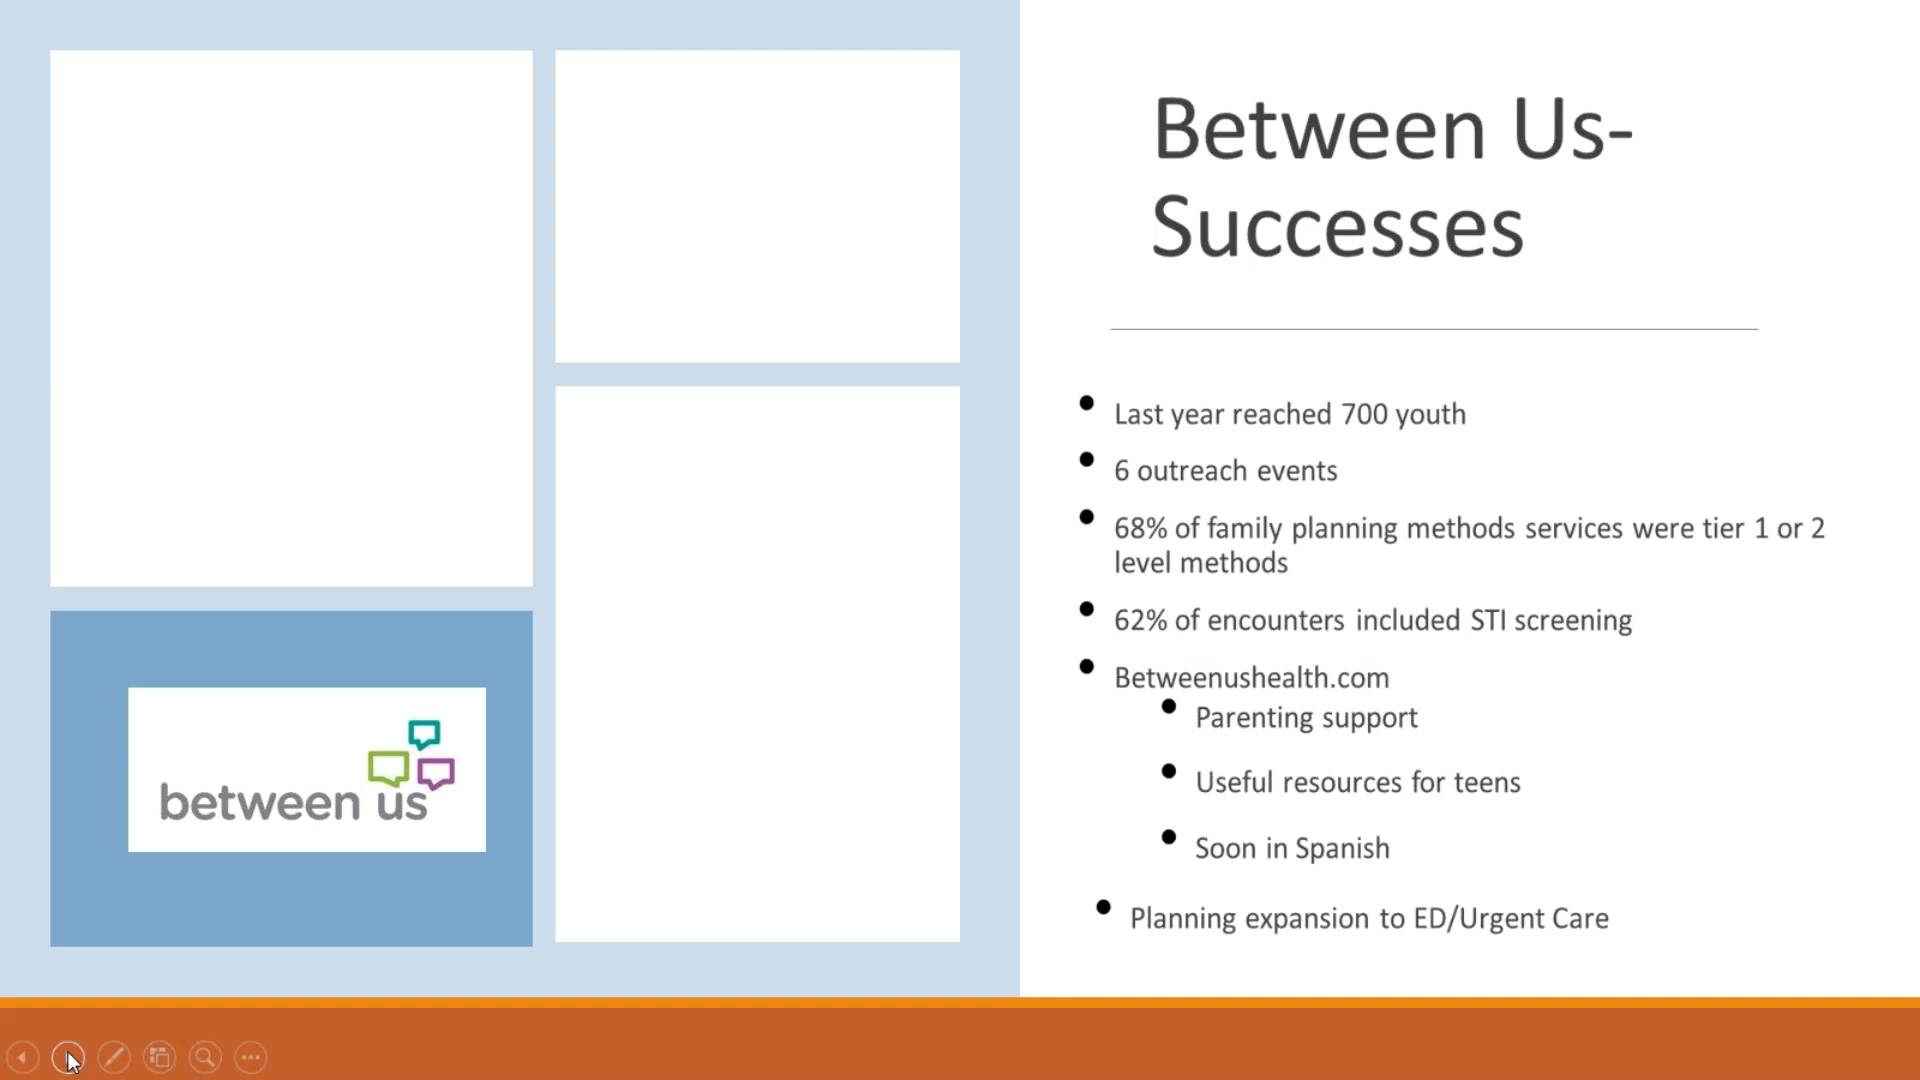 Between Us-
Successes
Last year reached 700 youth
6 outreach events
68% of family planning methods services were tier 1 or 2
level methods
62% of encounters included STI screening
Betweenushealth.com
Parenting support
Useful resources for teens
Soon in Spanish
Planning expansion to ED/Urgent Care
between us